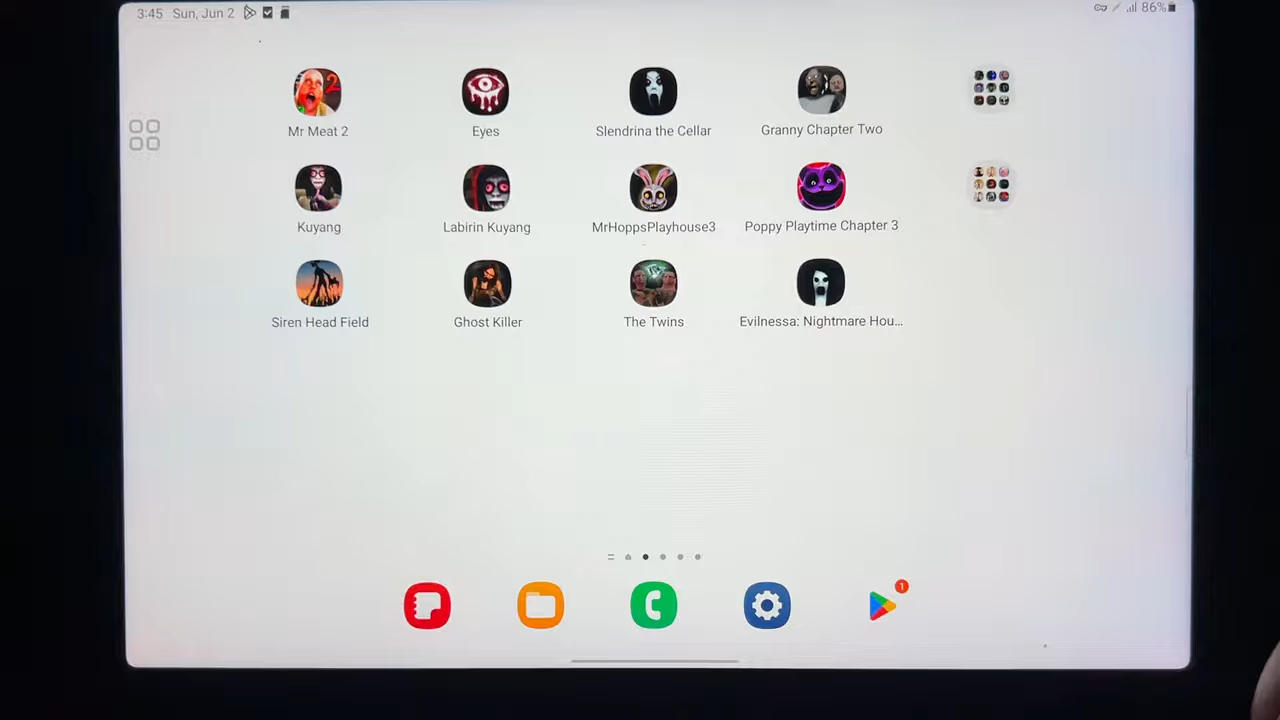 3:45 Sun, Jun 2
86%
2
Mr Meat 2
Eyes
Slendrina the Cellar
Granny Chapter Two
Kuyang
Labirin Kuyang
MrHoppsPlayhouse3
Poppy Playtime Chapter 3
Siren Head Field
Ghost Killer
The Twins
Evilnessa: Nightmare Hou...
1